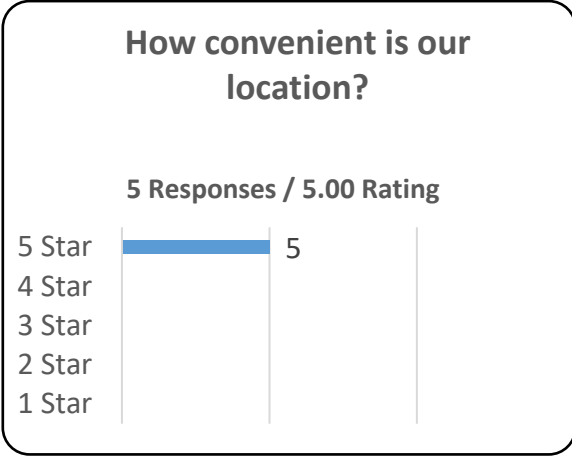 How convenient is our
location?
5 Responses / 5.00 Rating
5 Star 5
4 Star
3 Star
2 Star
1 Star